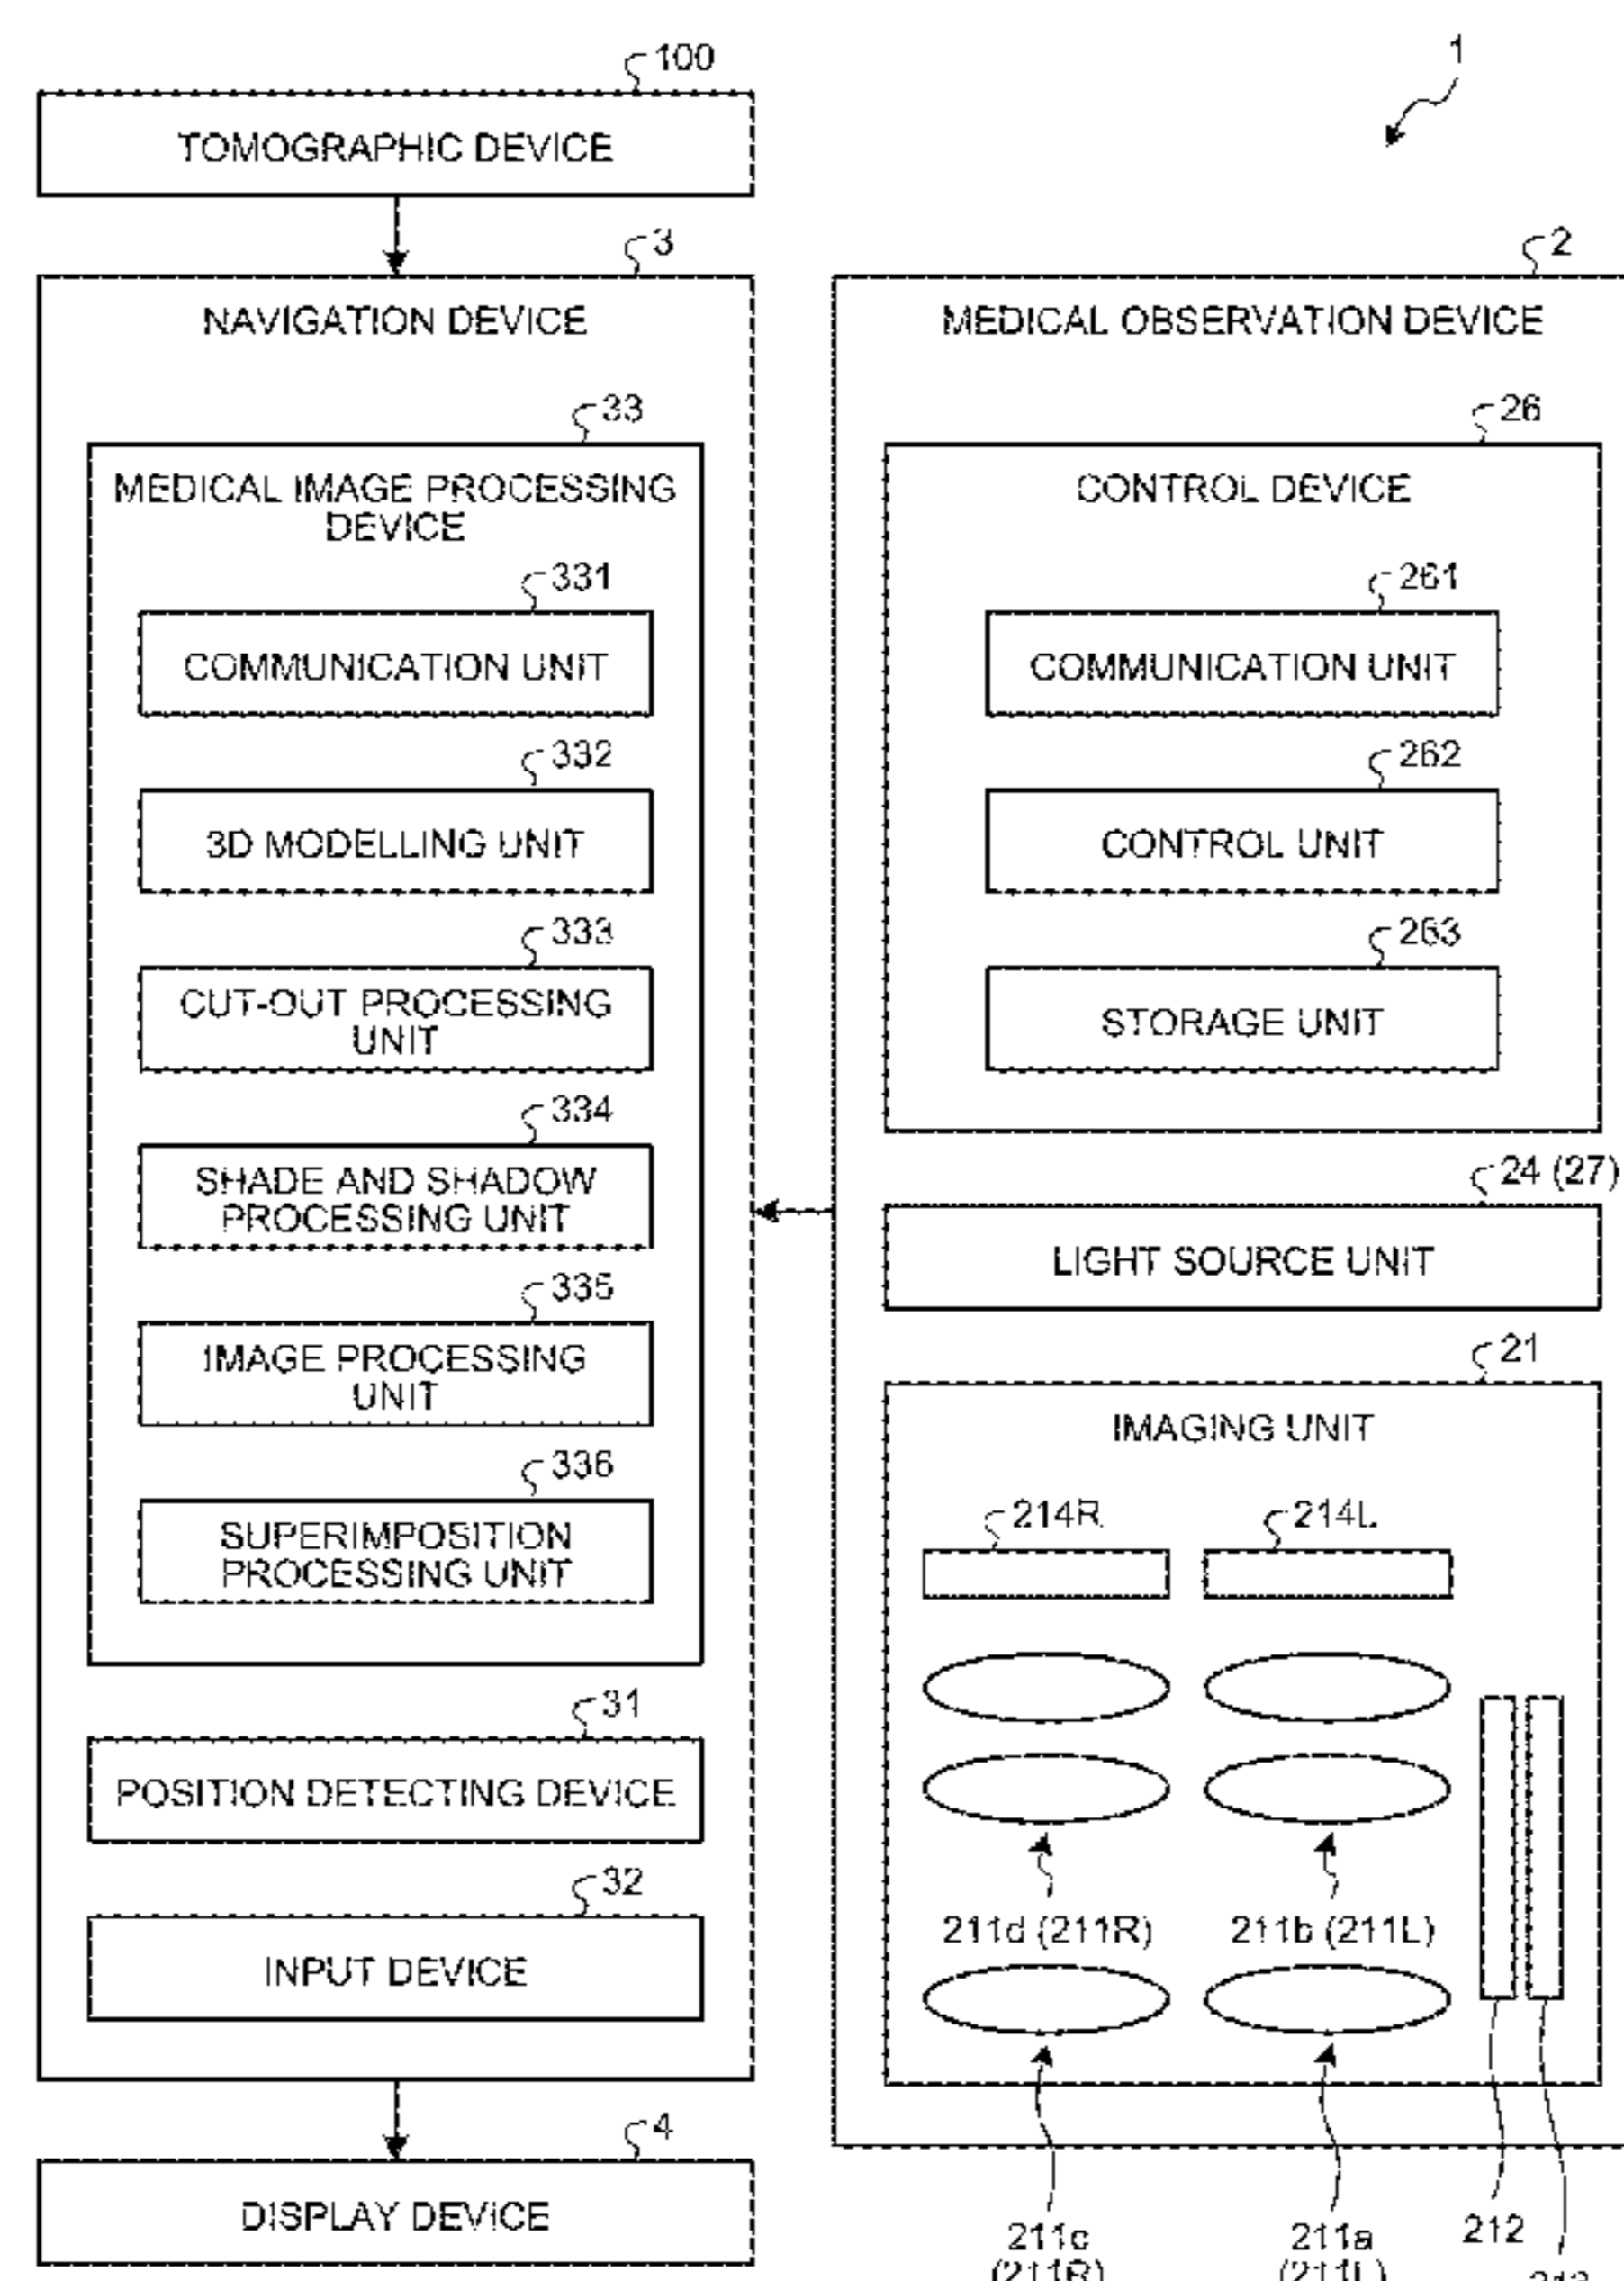 100
TOMOGRAPHIC DEVICE
1
3
NAVIGATION DEVICE
33
MEDICAL IMAGE PROCESSING
DEVICE
331
COMMUNICATION UNIT
332
3D MODELLING UNIT
333
CUT-OUT PROCESSING
UNIT
334
SHADE AND SHADOW
PROCESSING UNIT
335
IMAGE PROCESSING
UNIT
336
SUPERIMPOSITION
PROCESSING UNIT
31
POSITION DETECTING DEVICE
32
INPUT DEVICE
4
DISPLAY DEVICE
2
MEDICAL OBSERVATION DEVICE
26
CONTROL DEVICE
261
COMMUNICATION UNIT
262
CONTROL UNIT
263
STORAGE UNIT
24 (27)
LIGHT SOURCE UNIT
21
IMAGING UNIT
214R
214L
211d (211R)
211b (211L)
211c
(211R)
211a
(211L)
212